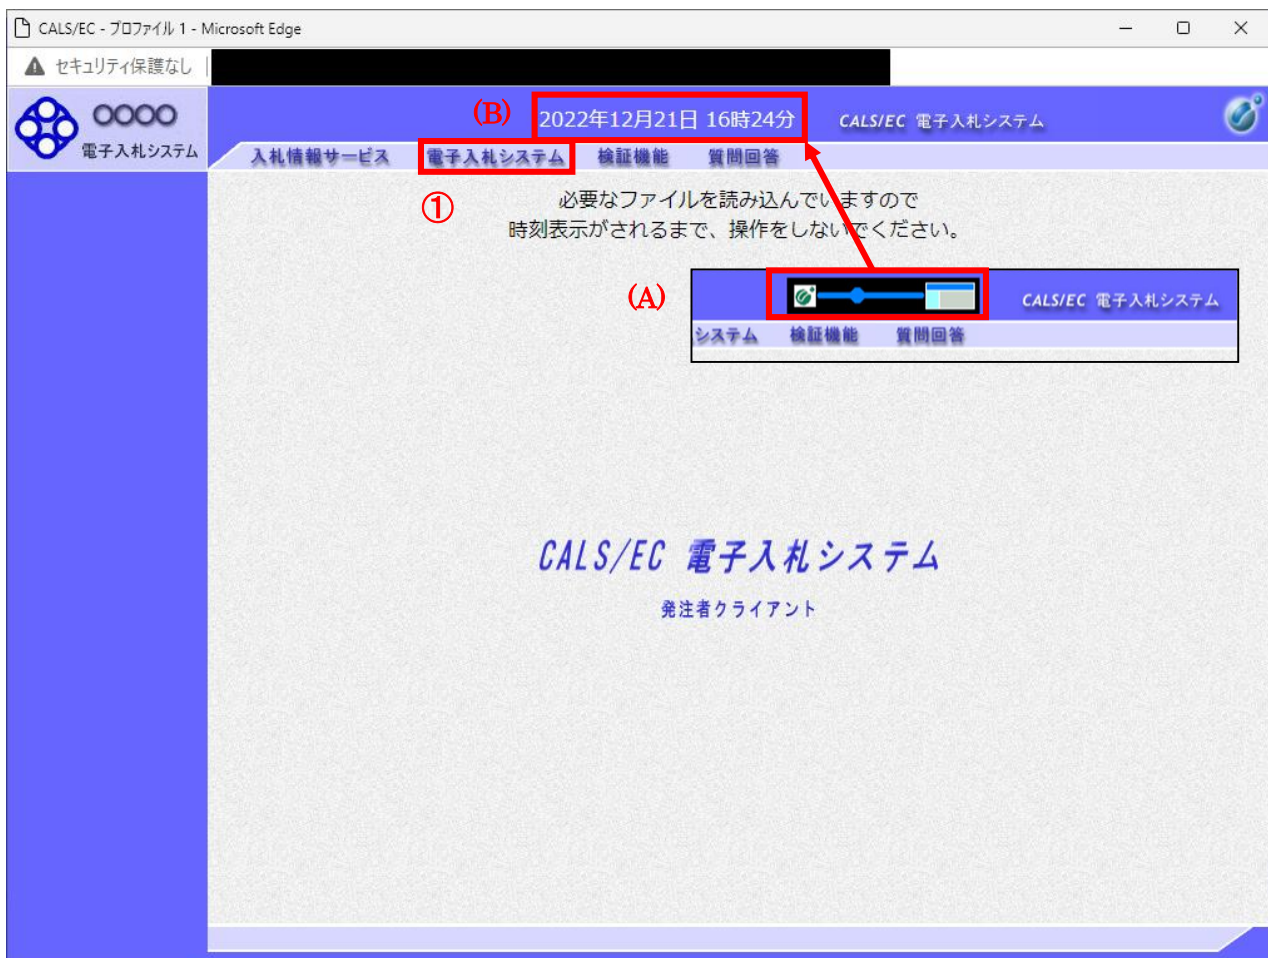 CALS/EC - プロファイル 1 - Microsoft Edge
セキュリティ保護なし
○○○○
電子入札システム
(B)
2022年12月21日 16時24分
CALS/EC 電子入札システム
入札情報サービス 電子入札システム 検証機能 質問回答
①
必要なファイルを読み込んでいますので
時刻表示がされるまで、操作をしないでください。
(A)
CALS/EC 電子入札システム
システム 検証機能 質問回答
CALS/EC 電子入札システム
発注者クライアント